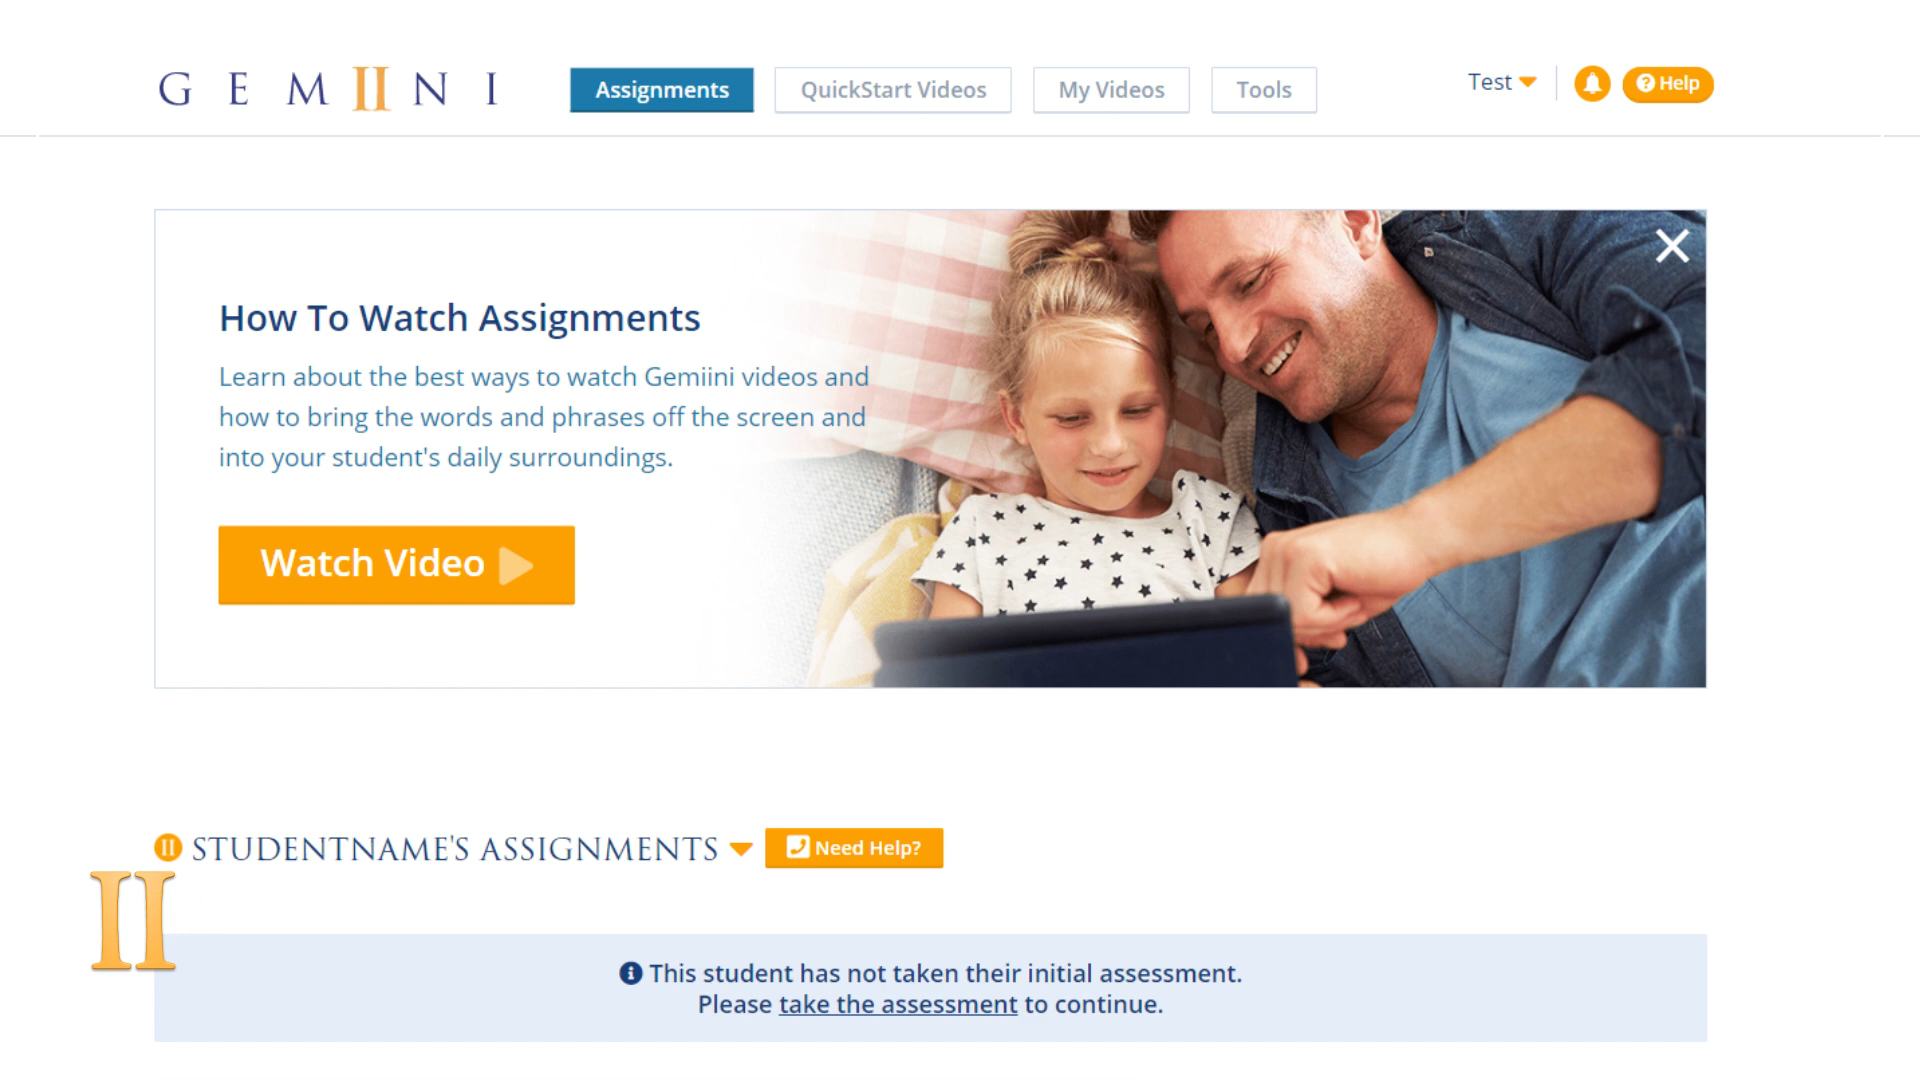 GEMIINI
Assignments
QuickStart Videos
My Videos
Tools
Test
Help
How To Watch Assignments
Learn about the best ways to watch Gemiini videos and
how to bring the words and phrases off the screen and
into your student's daily surroundings.
Watch Video
II STUDENTNAME'S ASSIGNMENTS
Need Help?
II
This student has not taken their initial assessment.
Please take the assessment to continue.